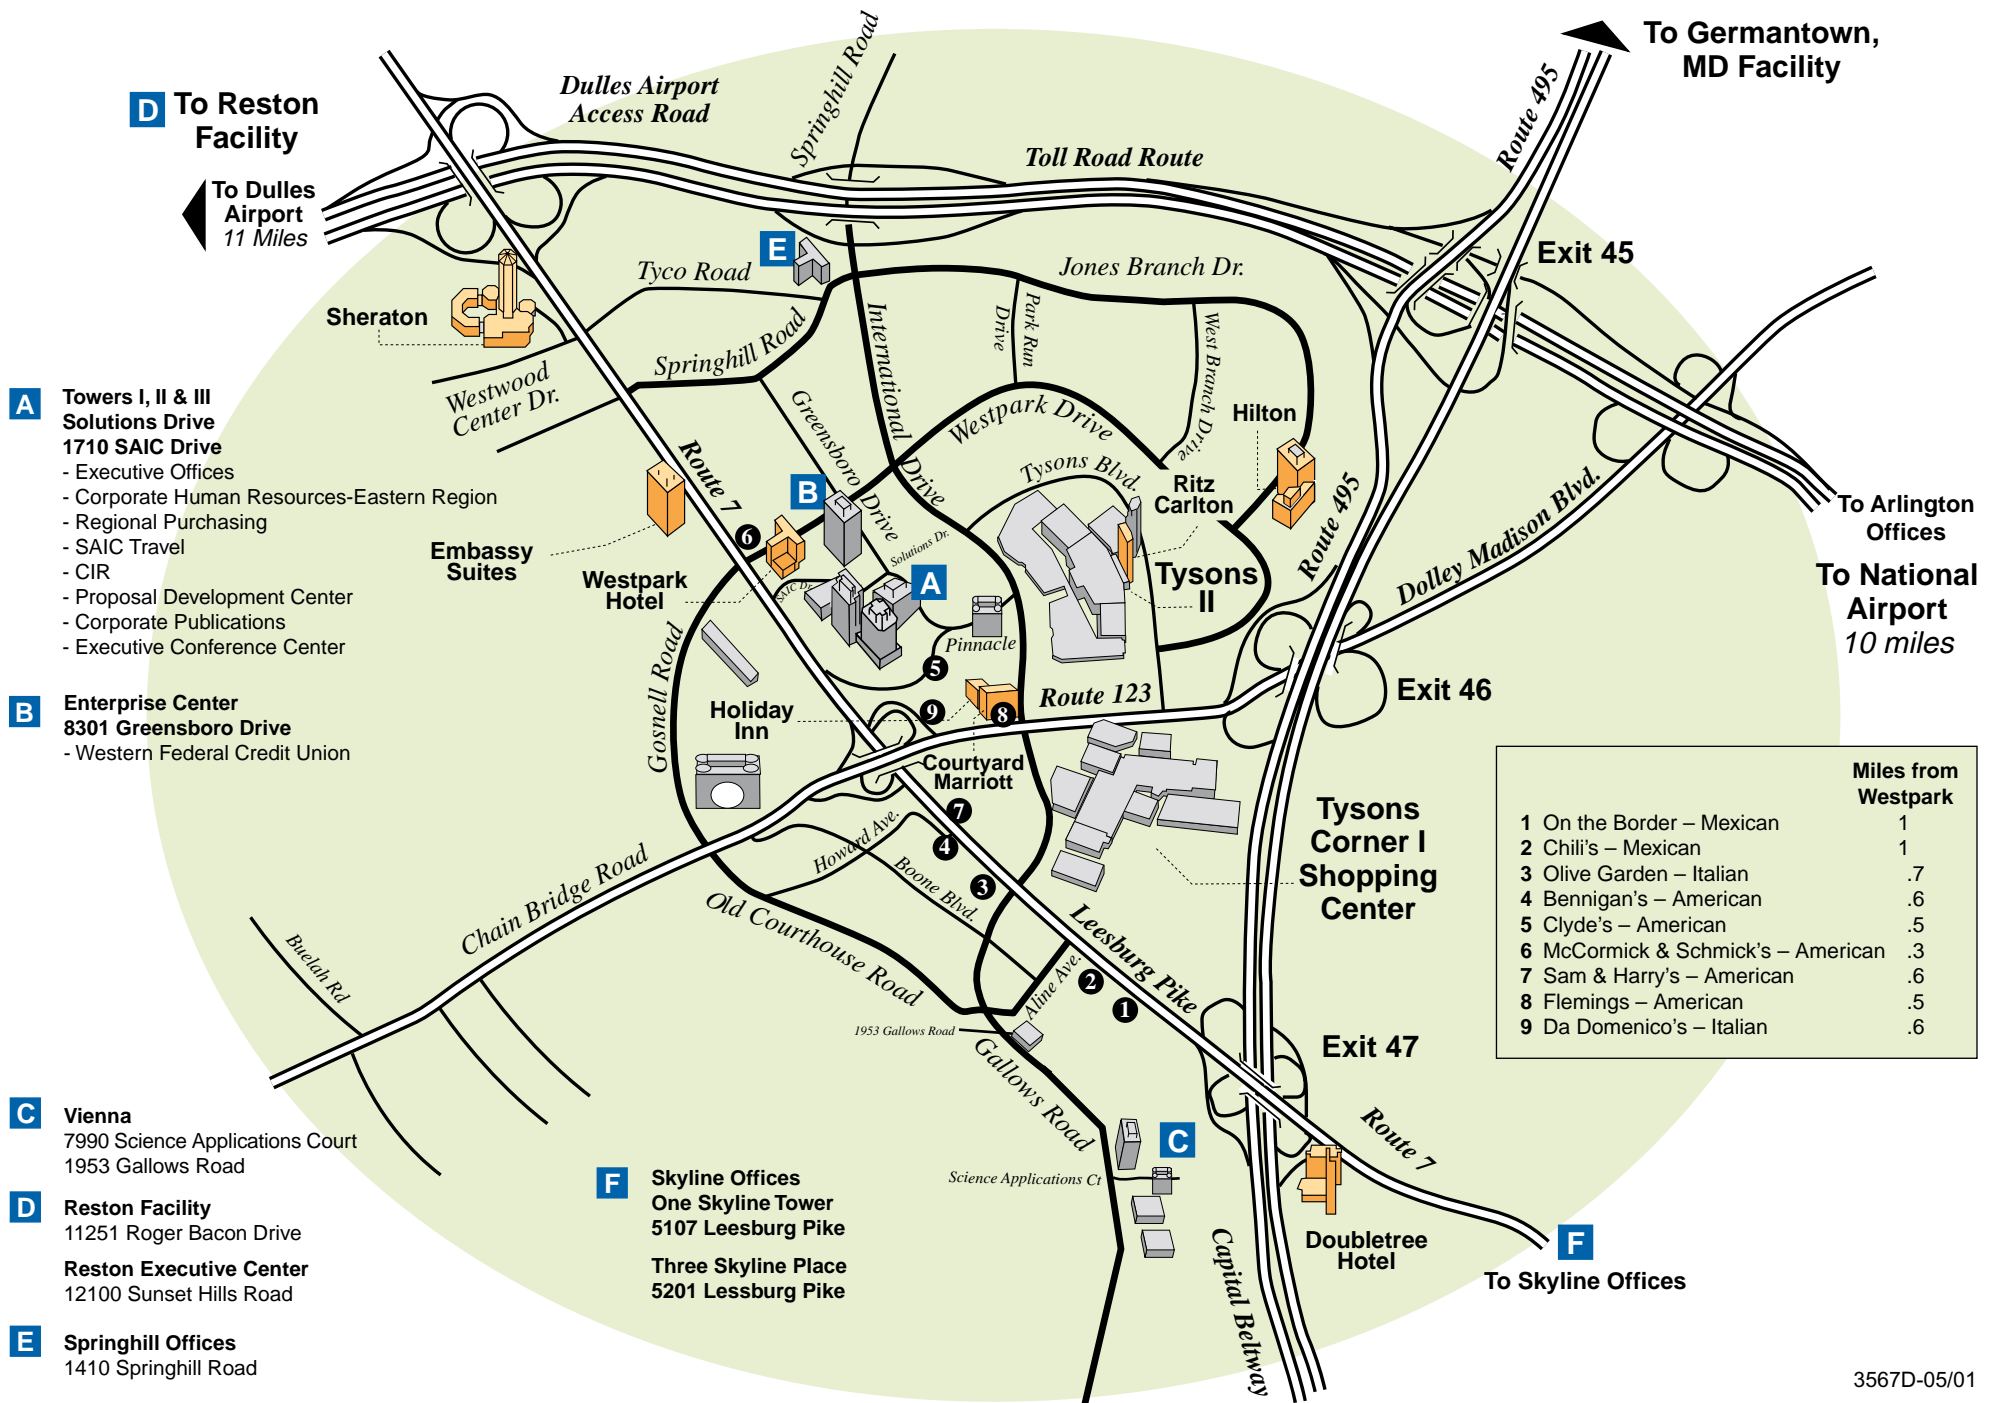 To Germantown,
MD Facility
D
To Reston
Facility
Dulles Airport
Access Road
Springhill Road
Toll Road Route
Route 495
To Dulles
Airport
11 Miles
E
Exit 45
Tyco Road
Jones Branch Dr.
Sheraton
International
Drive
Park Run
Drive
West Branch Drive
Springhill Road
Westwood
Center Dr.
Greensboro Drive
Westpark Drive
Hilton
Route 7
Tysons Blvd.
Ritz
Carlton
Route 495
Dolley Madison Blvd.
To Arlington
Offices
To National
Airport
10 miles
A
Towers I, II & III
Solutions Drive
1710 SAIC Drive
- Executive Offices
- Corporate Human Resources-Eastern Region
- Regional Purchasing
- SAIC Travel
- CIR
- Proposal Development Center
- Corporate Publications
- Executive Conference Center
B
6
Embassy
Suites
Westpark
Hotel
Solutions Dr.
SAIC Dr.
A
Tysons
II
Pinnacle
5
Gosnell Road
Route 123
Exit 46
B
Enterprise Center
8301 Greensboro Drive
- Western Federal Credit Union
Holiday
Inn
9
8
Courtyard
Marriott
7
4
3
Howard Ave.
Boone Blvd.
Tysons
Corner I
Shopping
Center
Miles from
Westpark
1 On the Border – Mexican 1
2 Chili's – Mexican 1
3 Olive Garden – Italian .7
4 Bennigan's – American .6
5 Clyde's – American .5
6 McCormick & Schmick's – American .3
7 Sam & Harry's – American .6
8 Flemings – American .5
9 Da Domenico's – Italian .6
Chain Bridge Road
Old Courthouse Road
Buelah Rd
Leesburg Pike
Aline Ave.
2
1
1953 Gallows Road
Gallows Road
Exit 47
Route 7
C
Vienna
7990 Science Applications Court
1953 Gallows Road
C
Science Applications Ct
D
Reston Facility
11251 Roger Bacon Drive
Reston Executive Center
12100 Sunset Hills Road
F
Skyline Offices
One Skyline Tower
5107 Leesburg Pike
Three Skyline Place
5201 Lessburg Pike
Capital Beltway
Doubletree
Hotel
F
To Skyline Offices
E
Springhill Offices
1410 Springhill Road
3567D-05/01